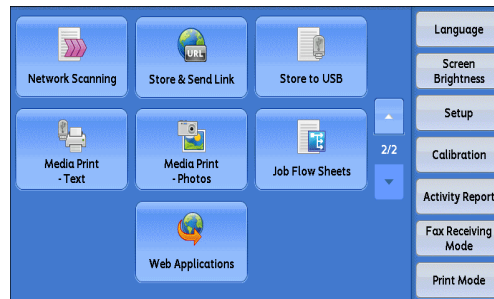 Network Scanning
Store & Send Link
URL
Store to USB
Media Print
- Text
Media Print
- Photos
Job Flow Sheets
Web Applications
2/2
Language
Screen
Brightness
Setup
Calibration
Activity Report
Fax Receiving
Mode
Print Mode